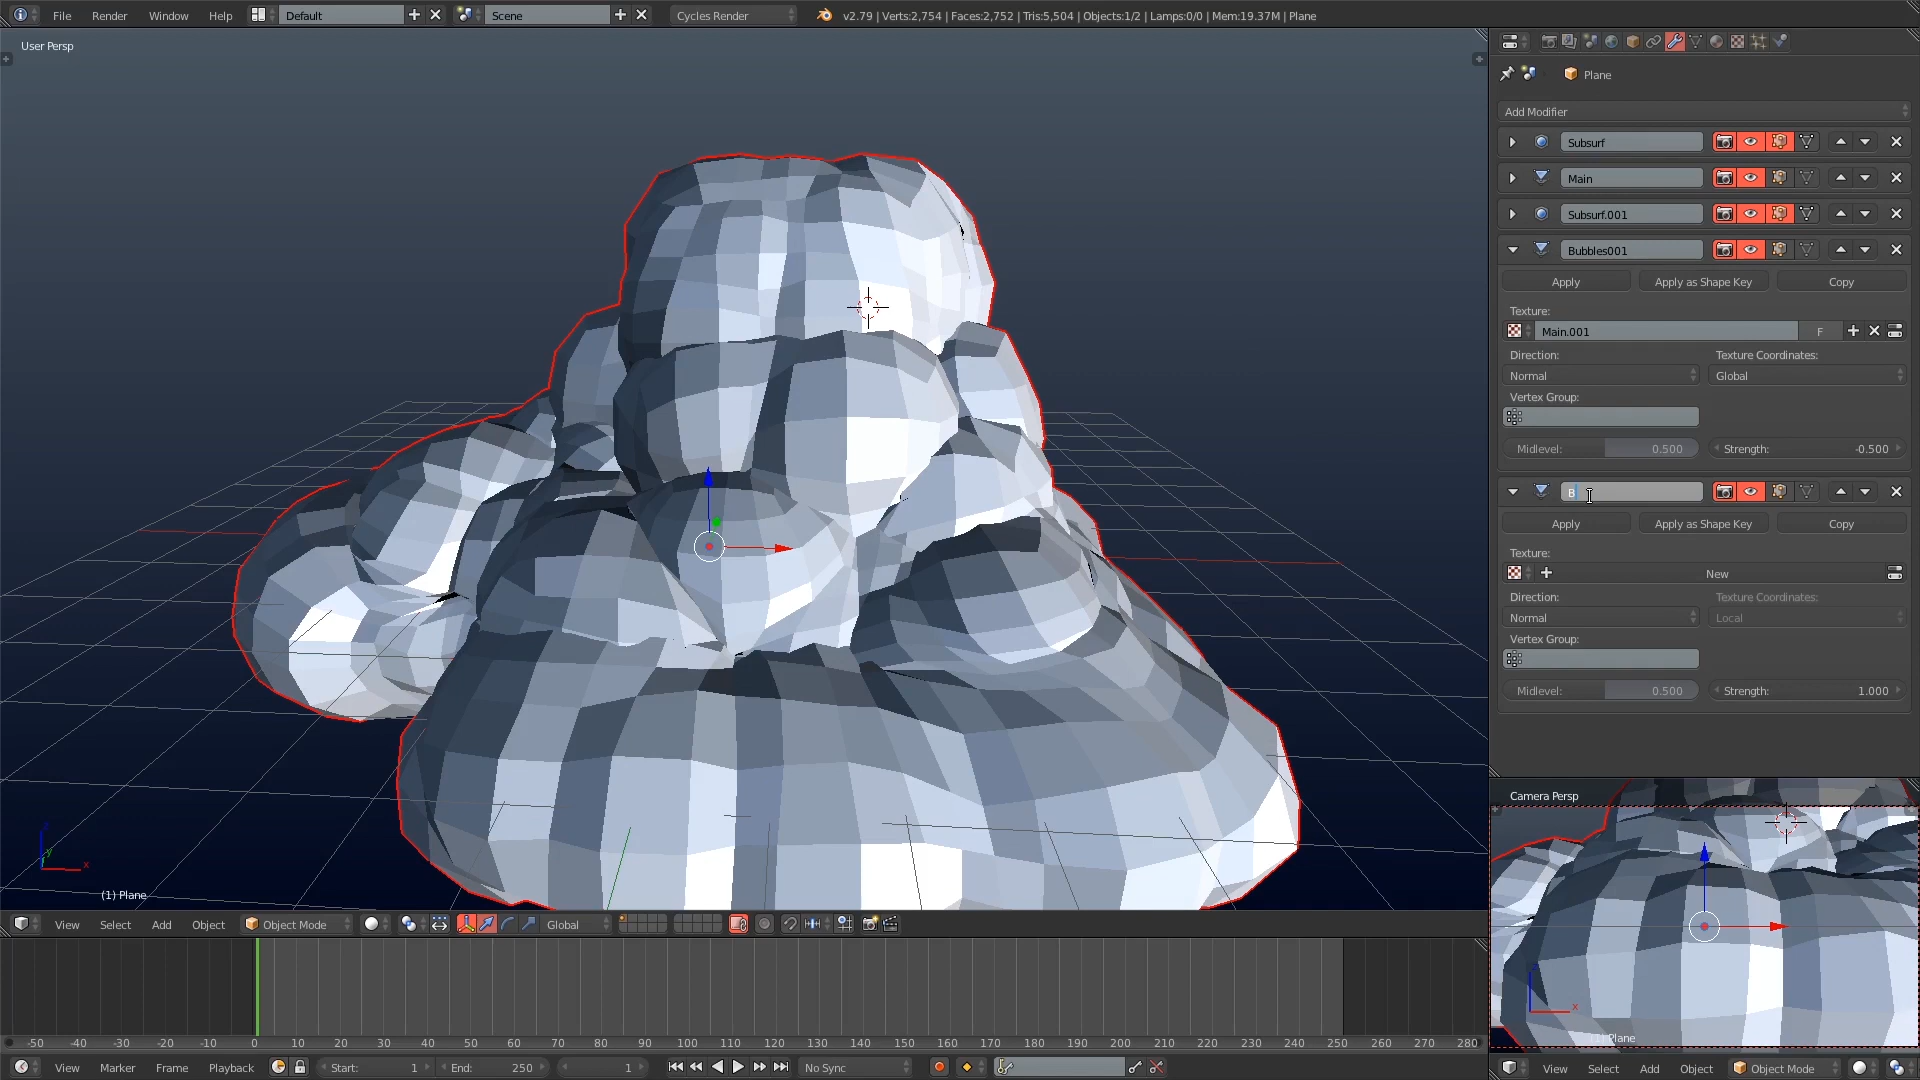 File Render Window Help Default Scene Cycles Render v2.79 | Verts:2,754 | Faces:2,752 | Tris:5,504 | Objects:1/2 | Lamps:0/0 | Mem:19.37M | Plane
User Persp
(1) Plane
View Select Add Object Object Mode Global
-50 -40 -30 -20 -10 0 10 20 30 40 50 60 70 80 90 100 110 120 130 140 150 160 170 180 190 200 210 220 230 240 250 260 270 280
View Marker Frame Playback Start: 1 End: 250 1 No Sync
Plane
Add Modifier
Subsurf
Main
Subsurf.001
Bubbles001
Apply Apply as Shape Key Copy
Texture:
Main.001 F
Direction: Texture Coordinates:
Normal Global
Vertex Group:
Midlevel: 0.500 Strength: -0.500
B
Apply Apply as Shape Key Copy
Texture:
New
Direction: Texture Coordinates:
Normal Local
Vertex Group:
Midlevel: 0.500 Strength: 1.000
Camera Persp
Plane
View Select Add Object Object Mode